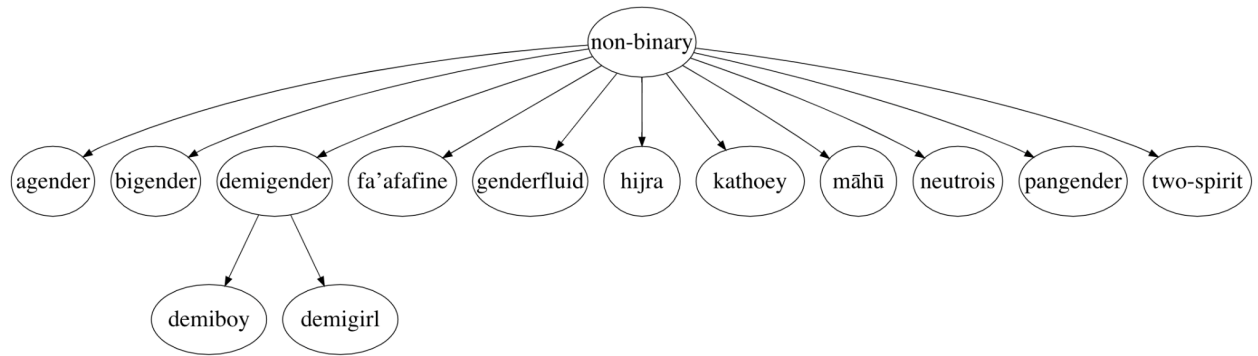 non-binary
agender bigender demigender fa’afafine genderfluid hijra kathoey māhū neutrois pangender two-spirit
demiboy demigirl